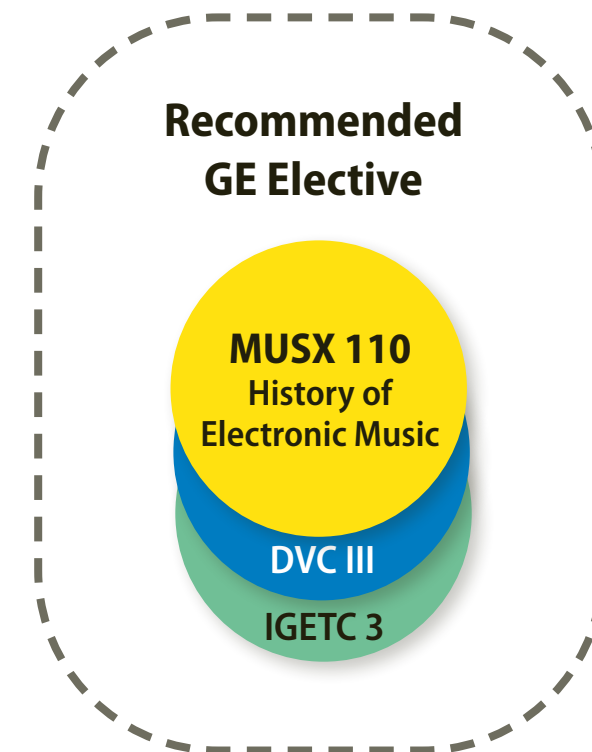 Recommended
GE Elective
MUSX 110
History of
Electronic Music
DVC III
IGETC 3